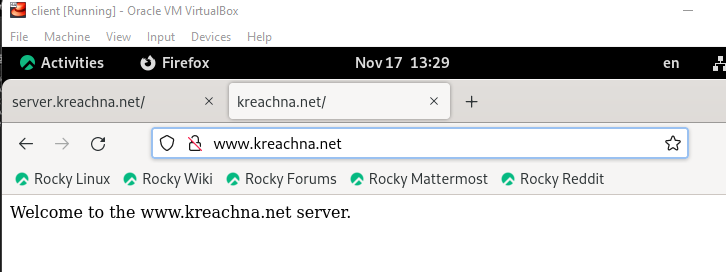 client [Running] - Oracle VM VirtualBox
File Machine View Input Devices Help
Activities Firefox Nov 17 13:29 en
server.kreachna.net/ × kreachna.net/ × +
www.kreachna.net
Rocky Linux Rocky Wiki Rocky Forums Rocky Mattermost Rocky Reddit
Welcome to the www.kreachna.net server.